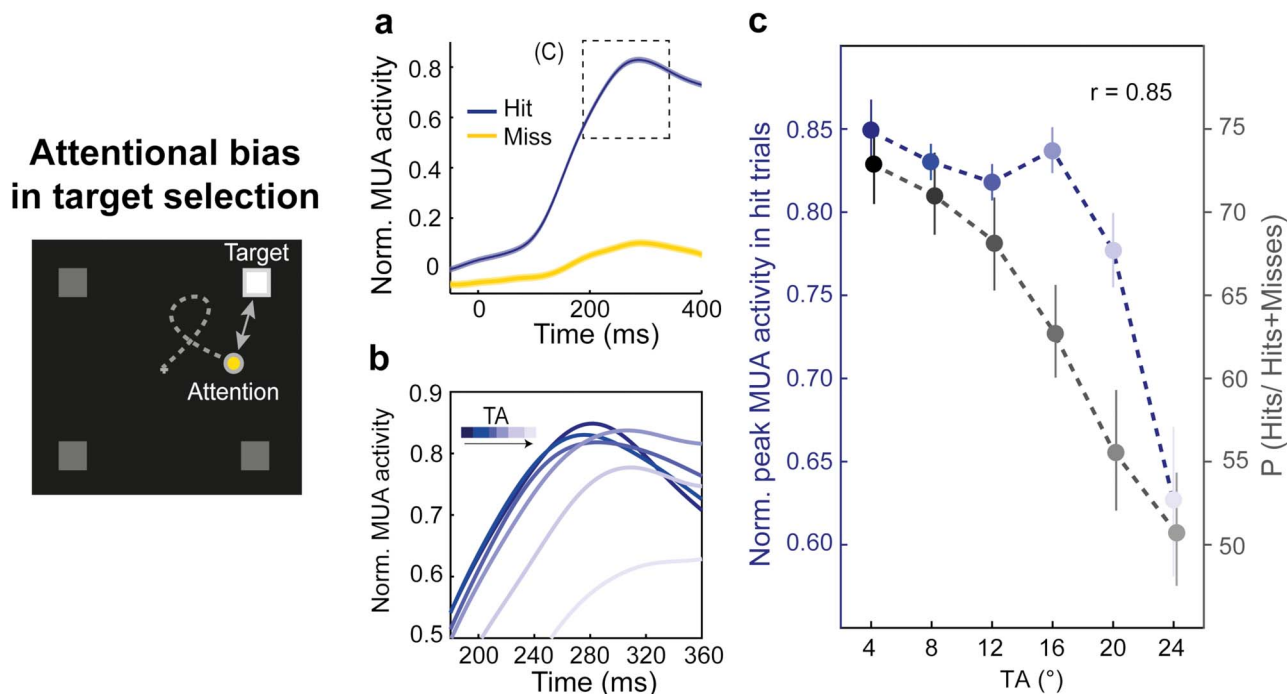 Attentional bias
in target selection
Target
Attention
a
Norm. MUA activity
0.8
0.6
0.4
0.2
0
(C)
Hit
Miss
0
200
400
Time (ms)
b
Norm. MUA activity
0.9
0.8
0.7
0.6
0.5
TA
200
240
280
320
360
Time (ms)
c
Norm. peak MUA activity in hit trials
0.85
0.80
0.85
0.70
0.65
0.60
r = 0.85
75
70
65
60
55
50
P (Hits/ Hits+Misses)
4
8
12
16
20
24
TA (°)